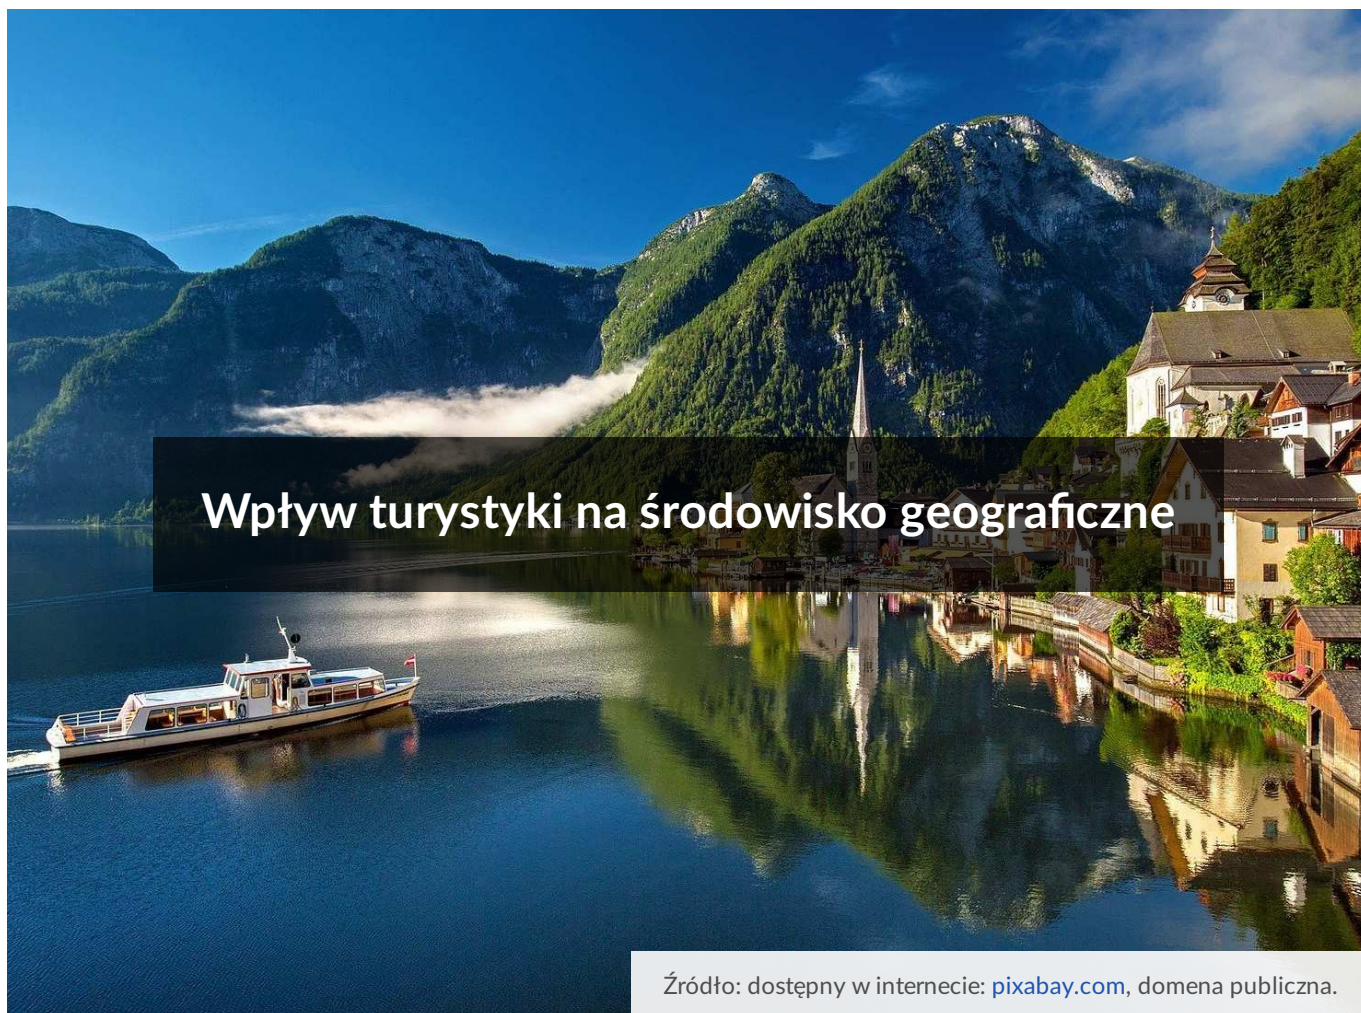 Wpływ turystyki na środowisko geograficzne
Źródło: dostępny w internecie: pixabay.com, domena publiczna.